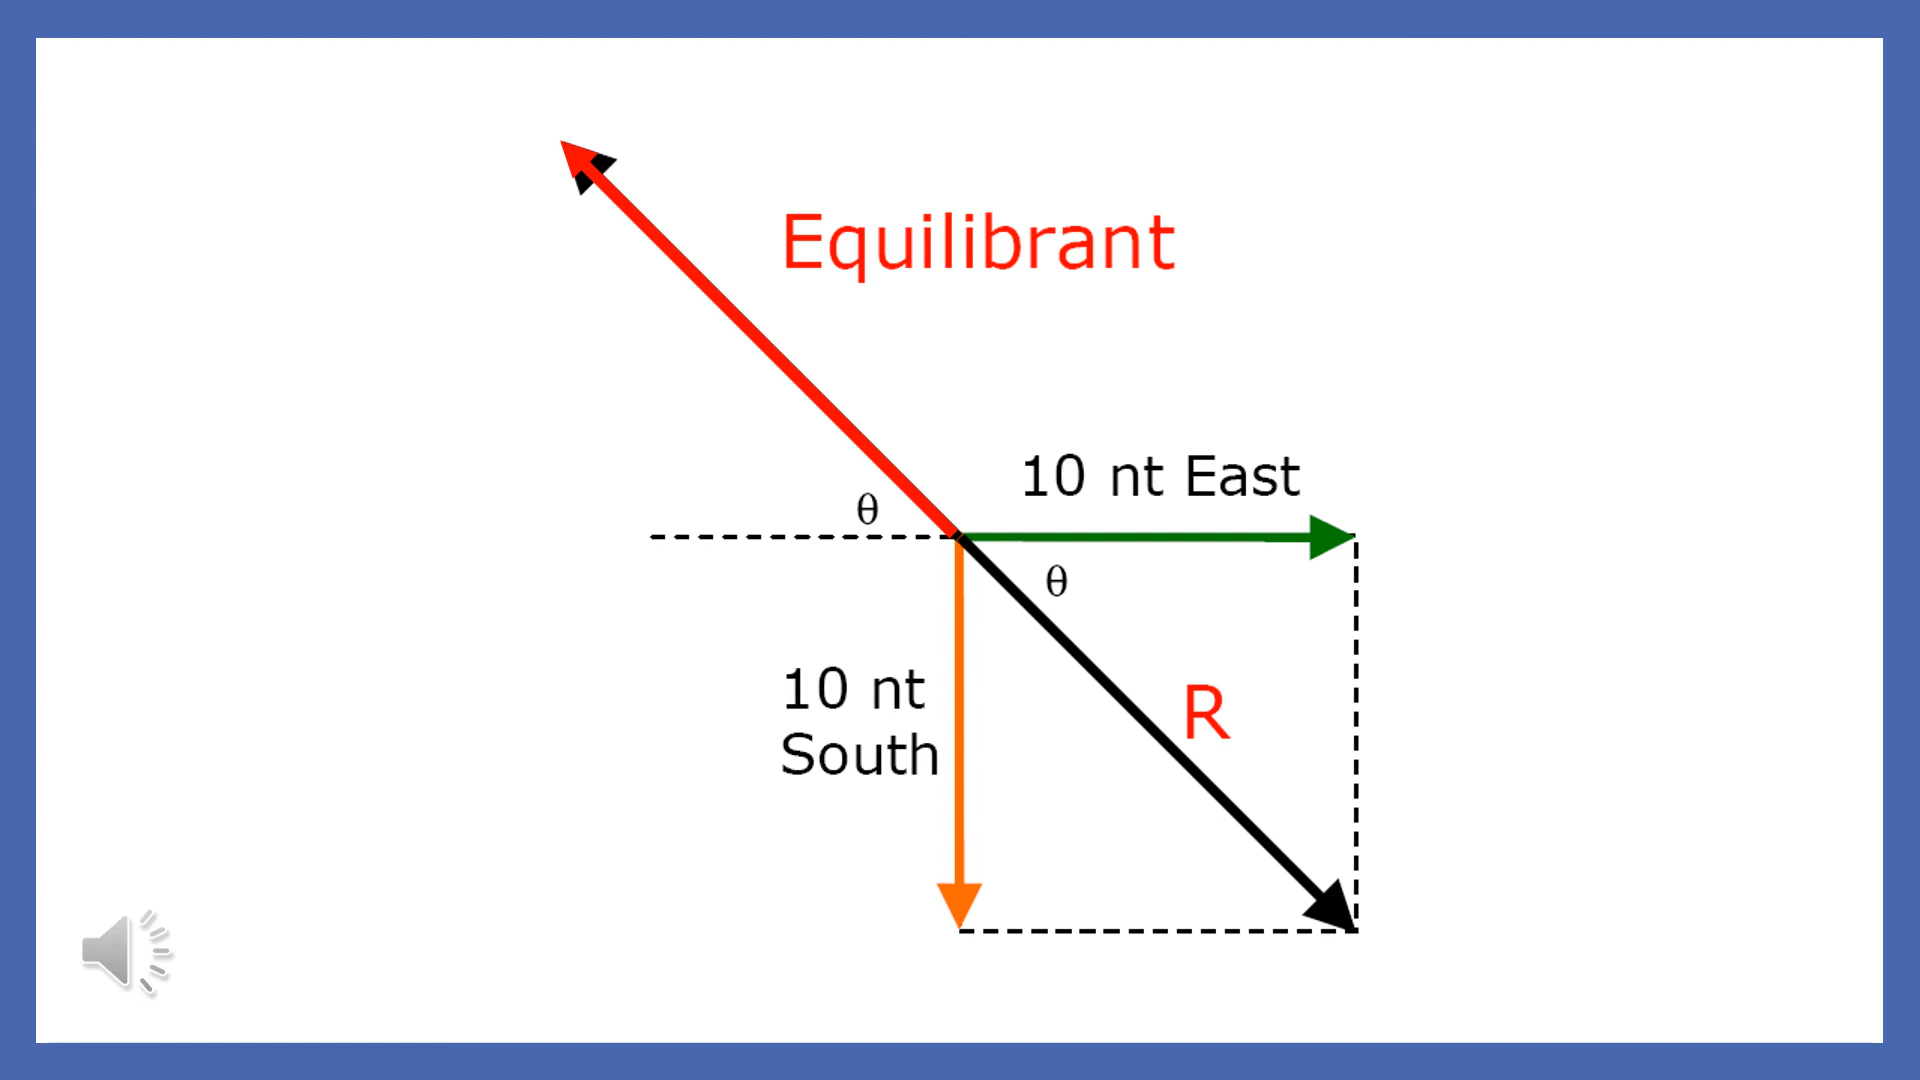 Equilibrant
10 nt East
θ
θ
10 nt
South
R